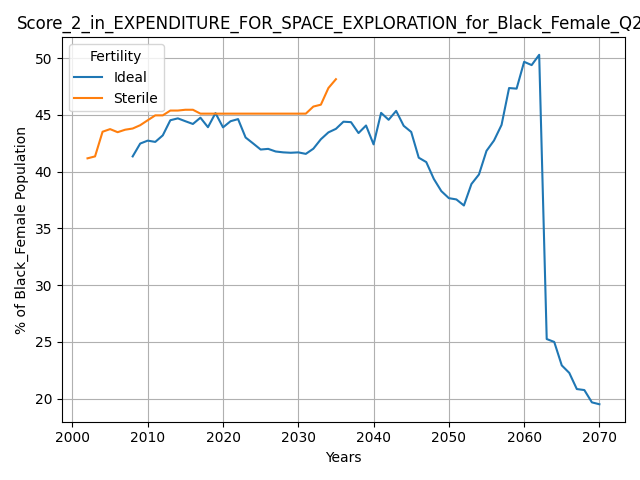 Score_2_in_EXPENDITURE_FOR_SPACE_EXPLORATION_for_Black_Female_Q2
Fertility
Ideal
Sterile
% of Black_Female Population
50
45
40
35
30
25
20
2000 2010 2020 2030 2040 2050 2060 2070
Years